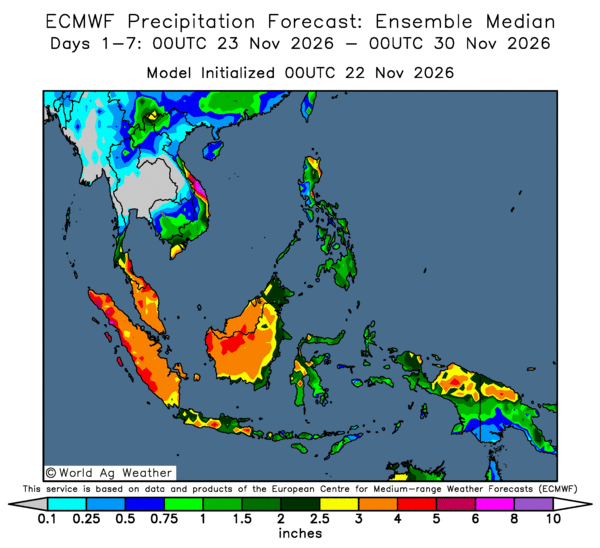 ECMWF Precipitation Forecast: Ensemble Median
Days 1–7: 00UTC 23 Nov 2026 – 00UTC 30 Nov 2026
Model Initialized 00UTC 22 Nov 2026
© World Ag Weather
This service is based on data and products of the European Centre for Medium-range Weather Forecasts (ECMWF)
0.1 0.25 0.5 0.75 1 1.5 2 2.5 3 4 5 6 8 10
inches